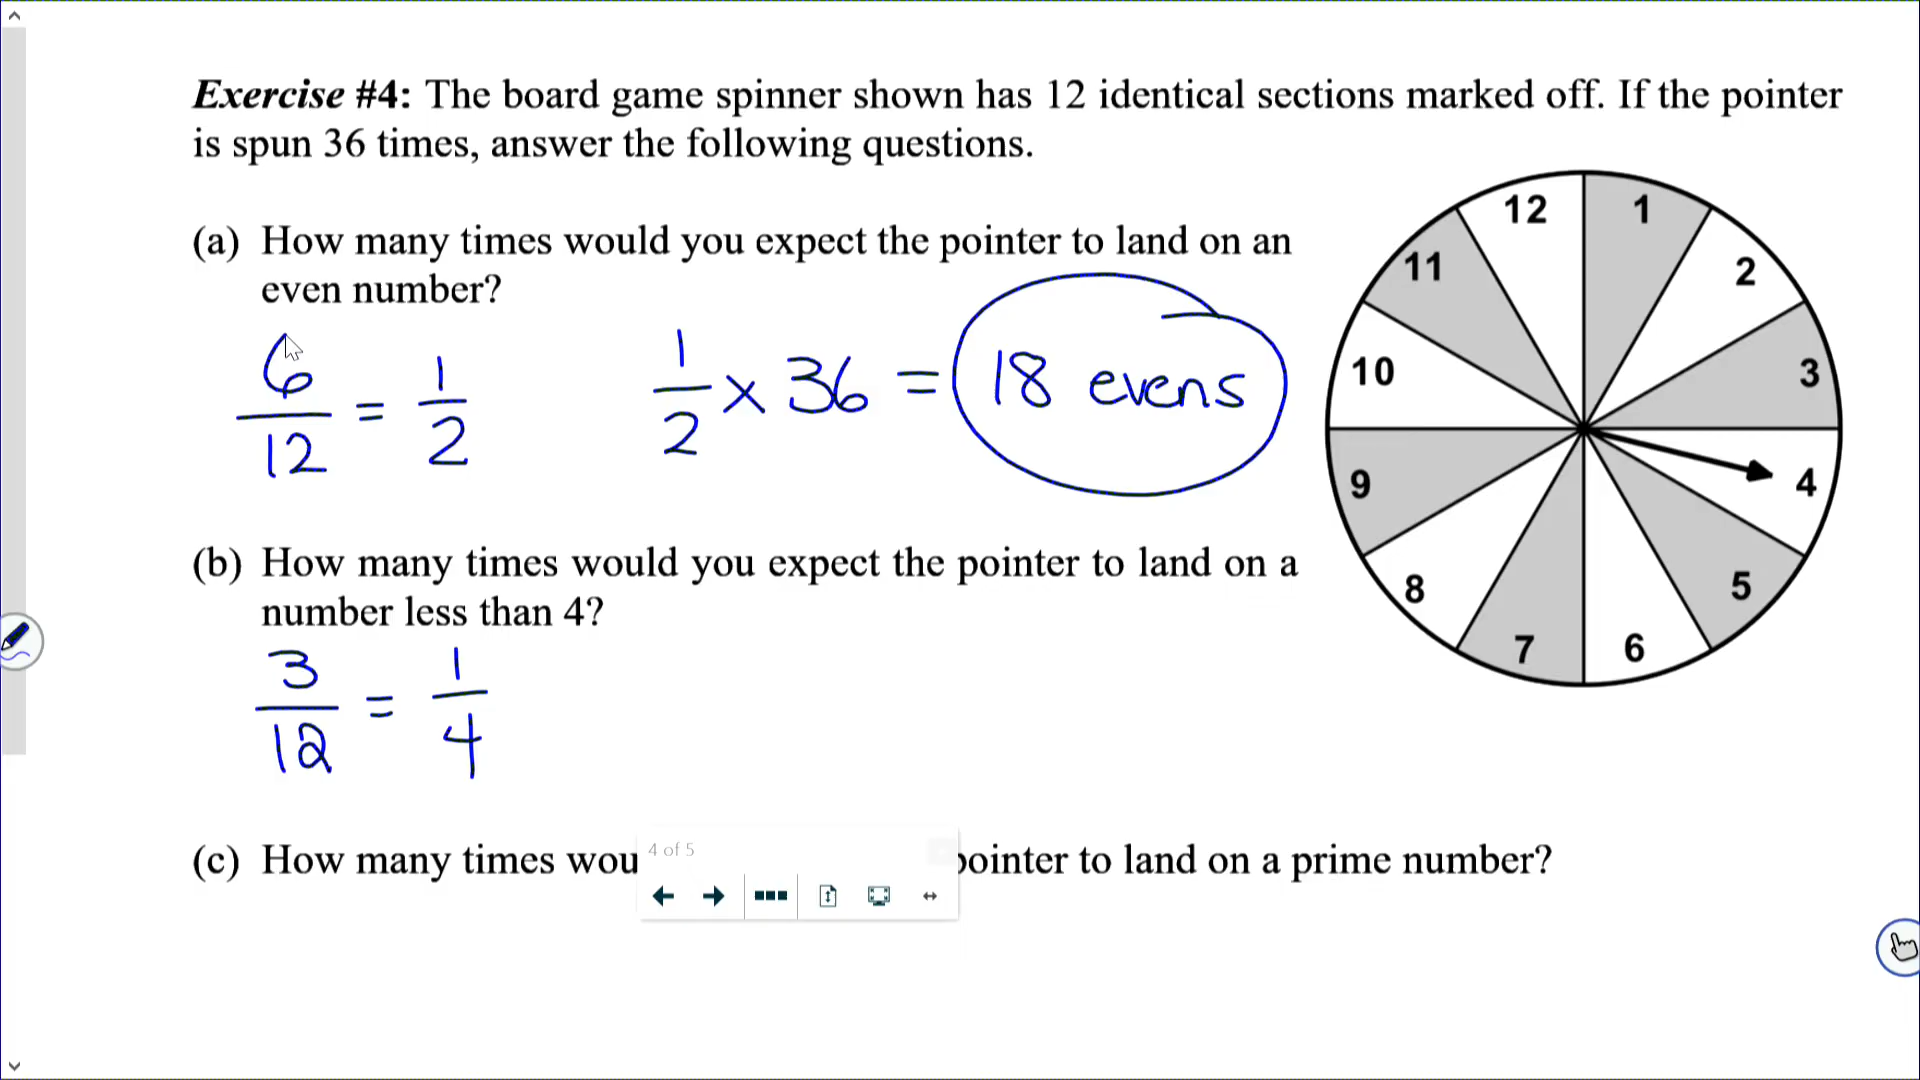 Exercise #4: The board game spinner shown has 12 identical sections marked off. If the pointer
is spun 36 times, answer the following questions.
(a) How many times would you expect the pointer to land on an
even number?
6/12 = 1/2
1/2 × 36 = 18 evens
(b) How many times would you expect the pointer to land on a
number less than 4?
3/12 = 1/4
(c) How many times wou pointer to land on a prime number?
4 of 5
12
1
2
3
4
5
6
7
8
9
10
11